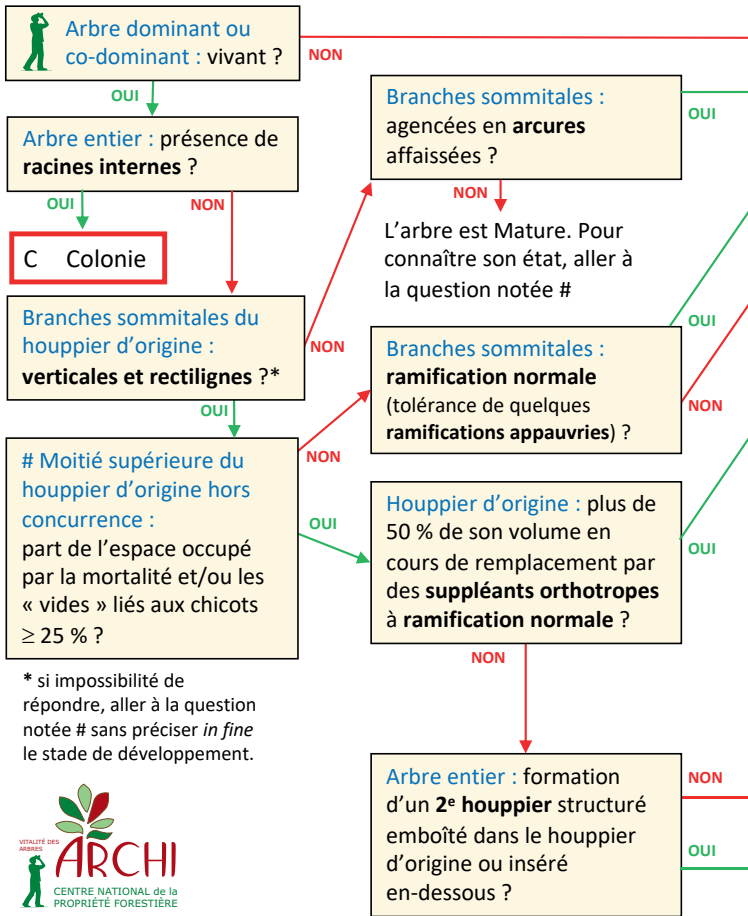 Arbre dominant ou
co-dominant : vivant ?
NON
OUI
Arbre entier : présence de
racines internes ?
OUI
NON
C Colonie
Branches sommitales du
houppier d’origine :
verticales et rectilignes ?*
NON
OUI
# Moitié supérieure du
houppier d’origine hors
concurrence :
part de l’espace occupé
par la mortalité et/ou les
« vides » liés aux chicots
≥ 25 % ?
NON
OUI
* si impossibilité de
répondre, aller à la question
notée # sans préciser in fine
le stade de développement.
Branches sommitales :
agencées en arcures
affaissées ?
OUI
NON
L’arbre est Mature. Pour
connaître son état, aller à
la question notée #
Branches sommitales :
ramification normale
(tolérance de quelques
ramifications appauvries) ?
OUI
NON
Houppier d’origine : plus de
50 % de son volume en
cours de remplacement par
des suppléants orthotropes
à ramification normale ?
OUI
NON
Arbre entier : formation
d’un 2e houppier structuré
emboîté dans le houppier
d’origine ou inséré
en-dessous ?
NON
OUI
VITALITÉ DES
ARBRES
ARCHI
CENTRE NATIONAL de la
PROPRIÉTÉ FORESTIÈRE